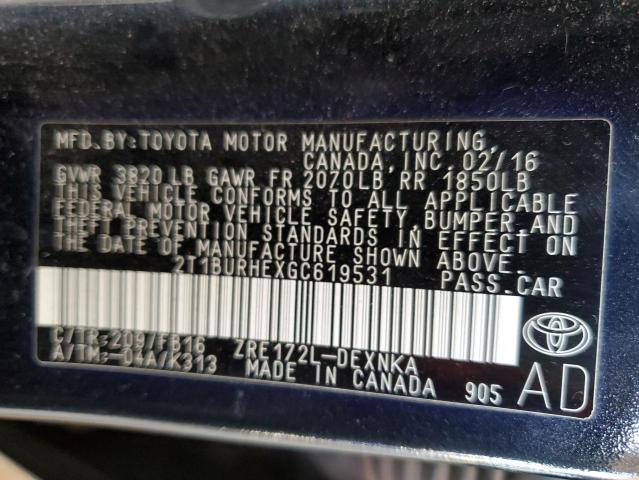 MFD.BY:TOYOTA MOTOR MANUFACTURING,
CANADA,INC.02/16
GVWR 3820LB GAWR FR 2070LB RR 1850LB
THIS VEHICLE CONFORMS TO ALL APPLICABLE
FEDERAL MOTOR VEHICLE SAFETY,BUMPER,AND
THEFT PREVENTION STANDARDS IN EFFECT ON
THE DATE OF MANUFACTURE SHOWN ABOVE.
2T1BURHEXGC619531 PASS.CAR
C/TR:209/FB16 ZRE172L-DEXNKA
A/TM:-04A/K313 MADE IN CANADA 905
AD